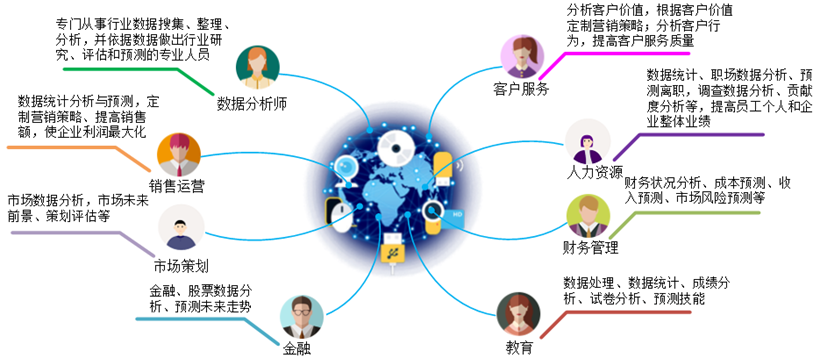 专门从事行业数据搜集、整理、
分析，并依据数据做出行业研
究、评估和预测的专业人员
数据分析师
数据统计分析与预测，定
制营销策略、提高销售
额，使企业利润最大化
销售运营
市场数据分析，市场未来
前景、策划评估等
市场策划
金融、股票数据分
析、预测未来走势
金融
分析客户价值，根据客户价值
定制营销策略；分析客户行
为，提高客户服务质量
客户服务
数据统计、职场数据分析、预
测离职，调查数据分析、贡献
度分析等，提高员工个人和企
业整体业绩
人力资源
财务状况分析、成本预测、收
入预测、市场风险预测等
财务管理
数据处理、数据统计、成绩分
析、试卷分析、预测技能
教育
HD